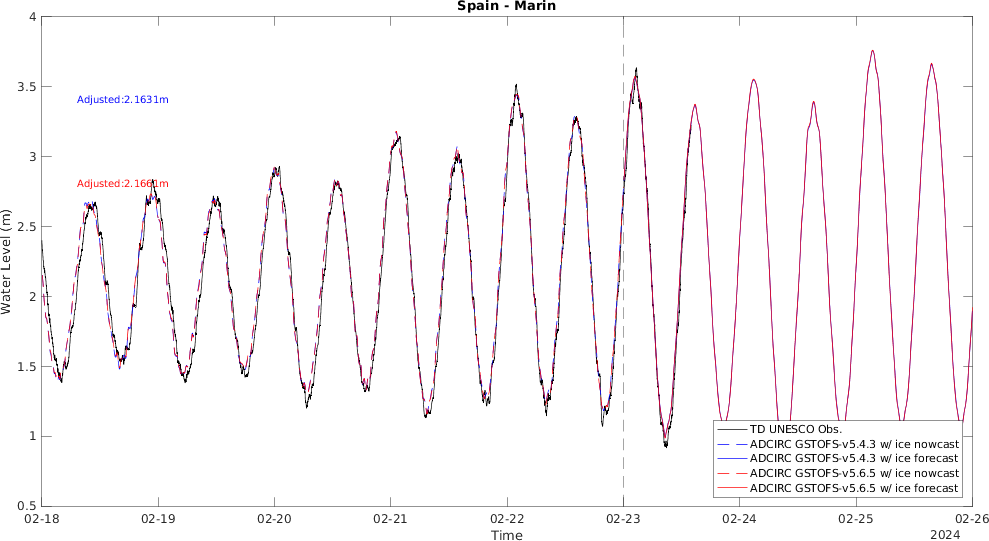 Spain - Marin
4
3.5
3
2.5
2
1.5
1
0.5
Water Level (m)
Adjusted:2.1631m
Adjusted:2.1661m
TD UNESCO Obs.
ADCIRC GSTOFS-v5.4.3 w/ ice nowcast
ADCIRC GSTOFS-v5.4.3 w/ ice forecast
ADCIRC GSTOFS-v5.6.5 w/ ice nowcast
ADCIRC GSTOFS-v5.6.5 w/ ice forecast
02-18 02-19 02-20 02-21 02-22 02-23 02-24 02-25 02-26
Time
2024